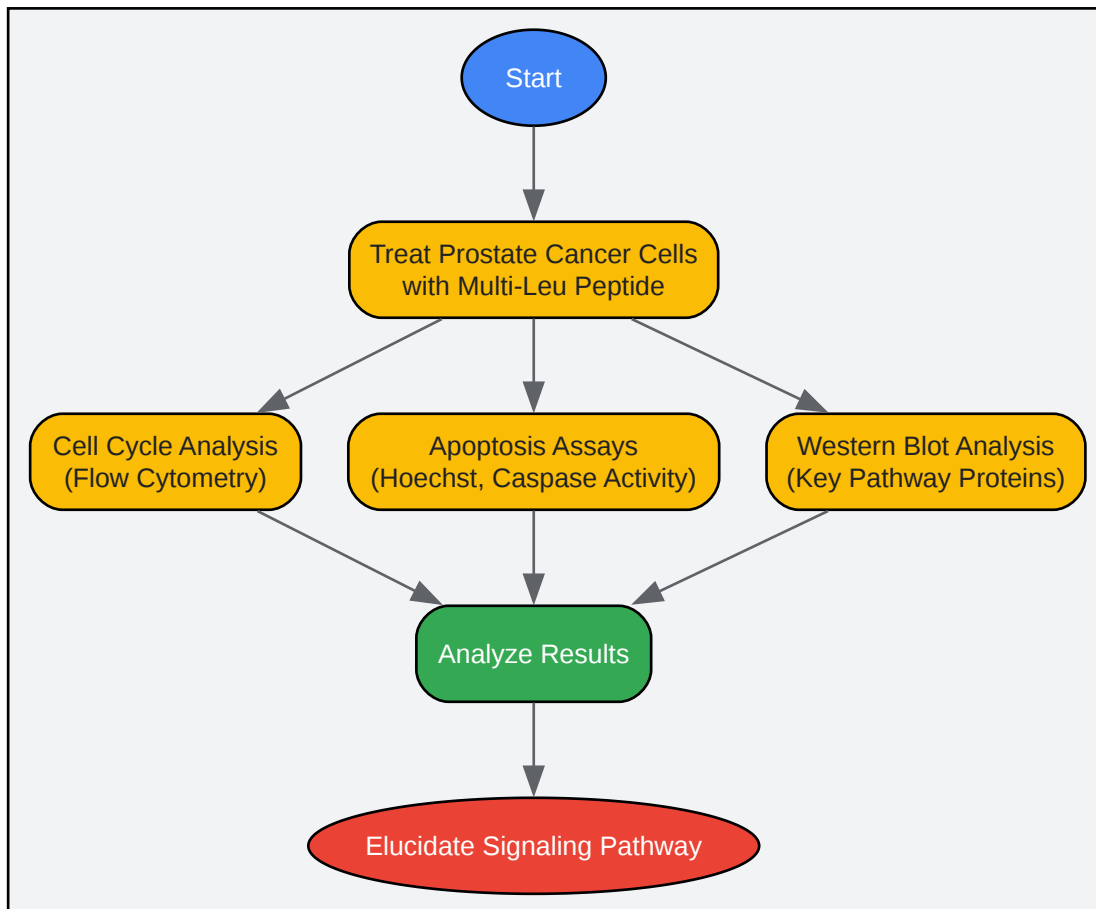 Start
Treat Prostate Cancer Cells
with Multi-Leu Peptide
Cell Cycle Analysis
(Flow Cytometry)
Apoptosis Assays
(Hoechst, Caspase Activity)
Western Blot Analysis
(Key Pathway Proteins)
Analyze Results
Elucidate Signaling Pathway